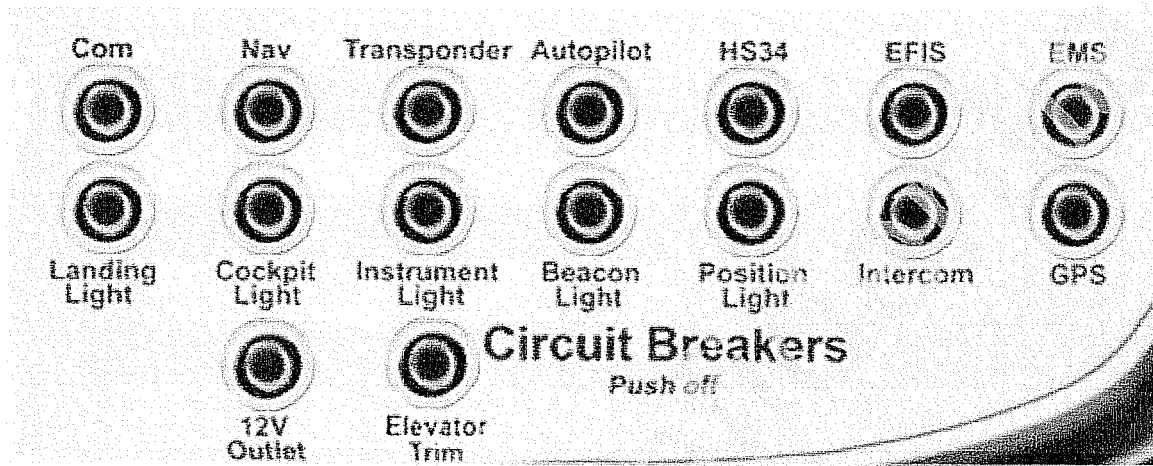 Com Nav Transponder Autopilot HS34 EFIS EMS
Landing Cockpit Instrument Beacon Position Intercom GPS
Light Light Light Light Light
Circuit Breakers
Push off
12V Elevator
Outlet Trim